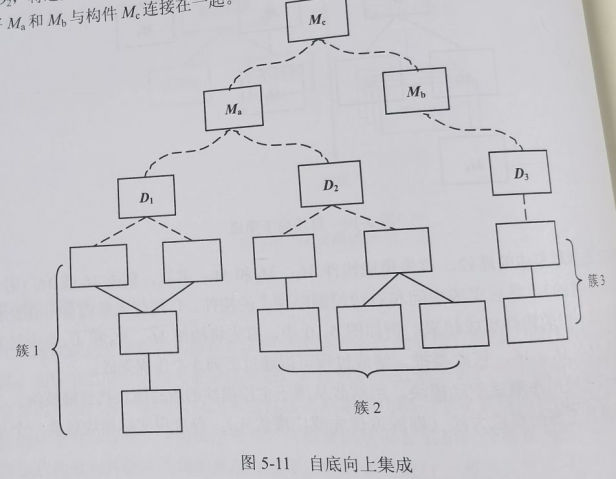 M_a 和 M_b 与构件 M_c 连接在一起。
M_c
M_a
M_b
D_1
D_2
D_3
簇 1
簇 2
簇3
图 5-11 自底向上集成